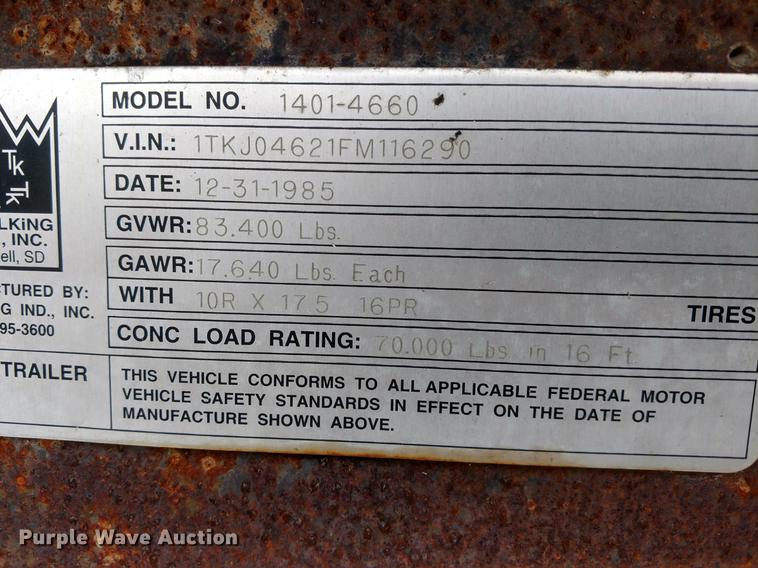 MODEL NO. 1401-4660
V.I.N.: 1TKJ04621FM116290
DATE: 12-31-1985
GVWR: 83.400 Lbs.
GAWR: 17.640 Lbs. Each
WITH 10R X 17.5 16PR TIRES
CONC LOAD RATING: 70.000 Lbs in 16 Ft.
Tk
Tk
LKiNG
, INC.
ell, SD
CTURED BY:
G IND., INC.
95-3600
TRAILER
THIS VEHICLE CONFORMS TO ALL APPLICABLE FEDERAL MOTOR
VEHICLE SAFETY STANDARDS IN EFFECT ON THE DATE OF
MANUFACTURE SHOWN ABOVE.
Purple Wave Auction